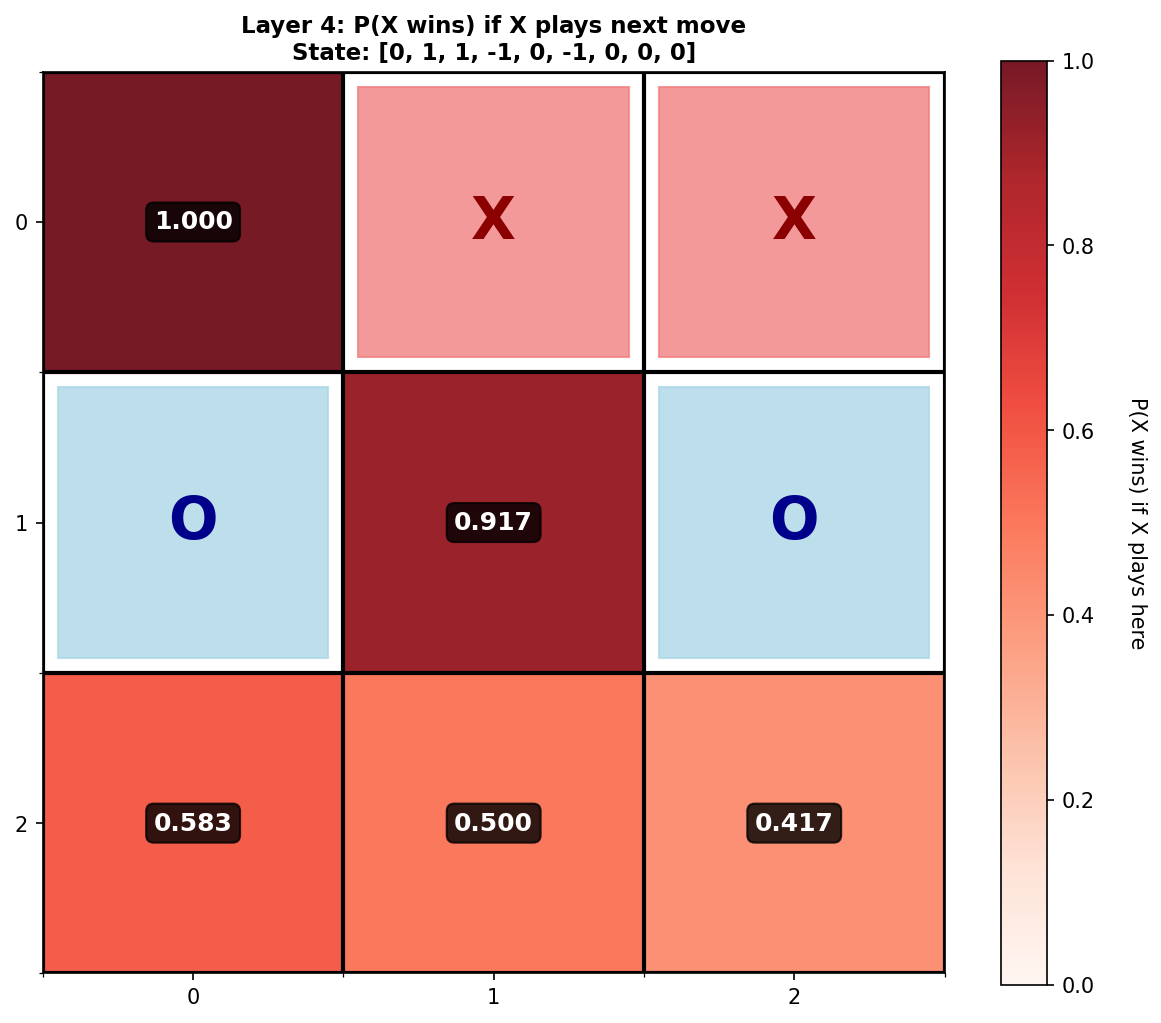 Layer 4: P(X wins) if X plays next move
State: [0, 1, 1, -1, 0, -1, 0, 0, 0]
0
1.000
X
X
1
O
0.917
O
2
0.583
0.500
0.417
0
1
2
1.0
0.8
0.6
0.4
0.2
0.0
P(X wins) if X plays here